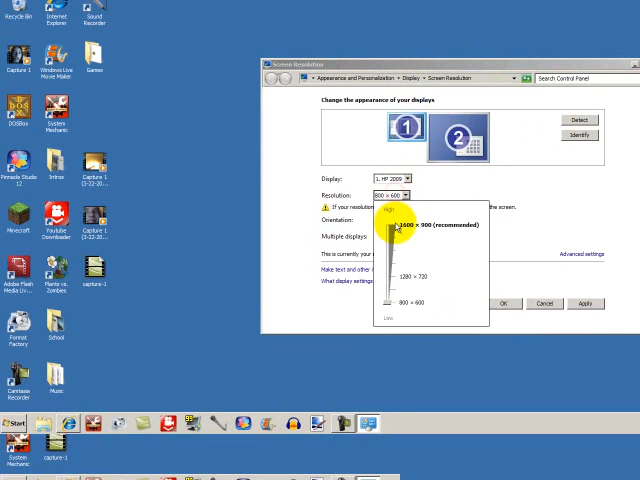 Recycle Bin
Internet
Explorer
Sound
Recorder
Capture 1
Windows Live
Movie Maker
Games
DOSBox
System
Mechanic
Pinnacle Studio
12
Intros
Capture 1
(3-22-20...
Minecraft
Youtube
Downloader
Capture 1
(3-22-20...
Adobe Flash
Media Liv...
Plants vs.
Zombies
capture-1
Format
Factory
School
Camtasia
Recorder
Music
Screen Resolution
Appearance and Personalization
Display
Screen Resolution
Search Control Panel
Change the appearance of your displays
1
2
Detect
Identify
Display:
1. HP 2009
Resolution:
800 × 600
High
If your resolution
the screen.
1600 × 900 (recommended)
Orientation:
Multiple displays:
This is currently your
Advanced settings
Make text and other
1280 × 720
What display settings
800 × 600
Low
OK
Cancel
Apply
Start
System
Mechanic
capture-1